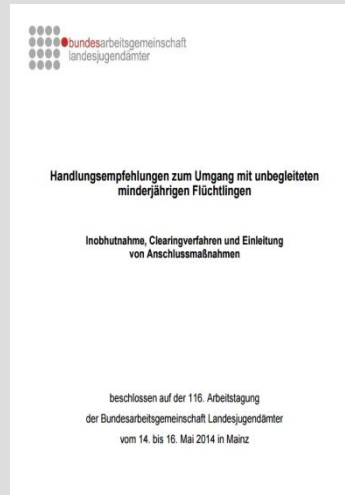 bundesarbeitsgemeinschaft
landesjugendämter
Handlungsempfehlungen zum Umgang mit unbegleiteten
minderjährigen Flüchtlingen
Inobhutnahme, Clearingverfahren und Einleitung
von Anschlussmaßnahmen
beschlossen auf der 116. Arbeitstagung
der Bundesarbeitsgemeinschaft Landesjugendämter
vom 14. bis 16. Mai 2014 in Mainz